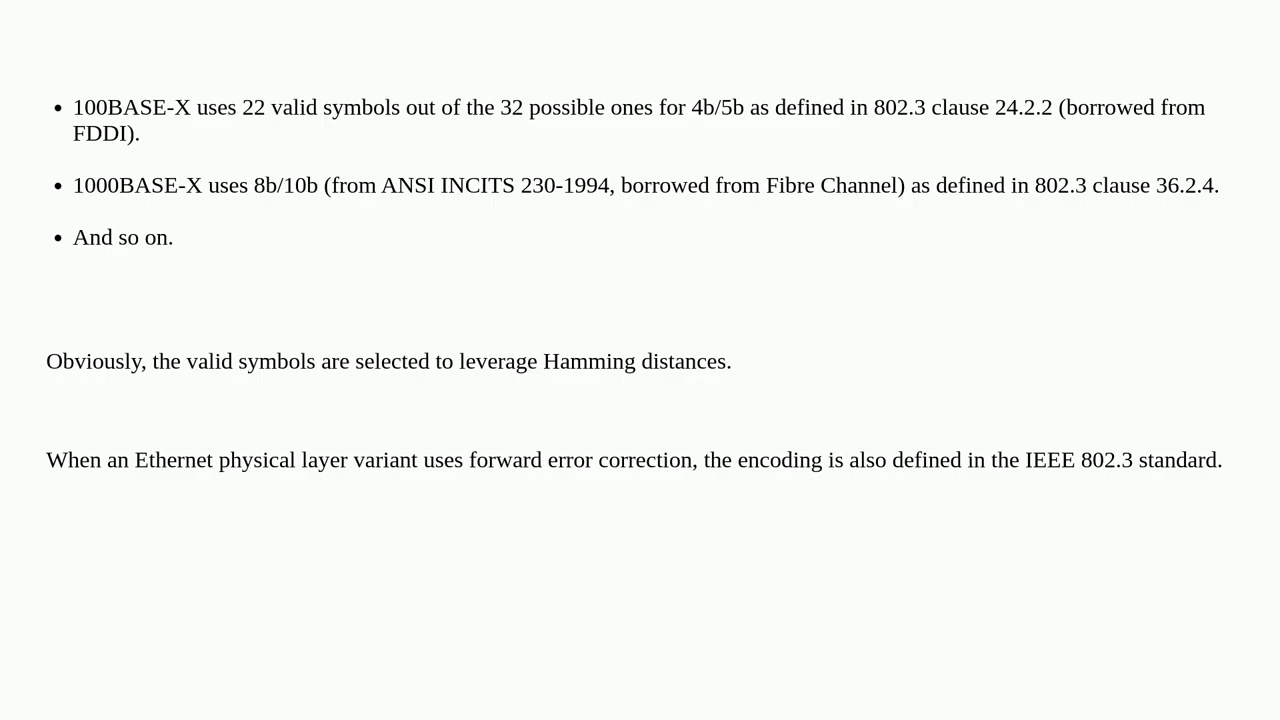 • 100BASE-X uses 22 valid symbols out of the 32 possible ones for 4b/5b as defined in 802.3 clause 24.2.2 (borrowed from
FDDI).
• 1000BASE-X uses 8b/10b (from ANSI INCITS 230-1994, borrowed from Fibre Channel) as defined in 802.3 clause 36.2.4.
• And so on.
Obviously, the valid symbols are selected to leverage Hamming distances.
When an Ethernet physical layer variant uses forward error correction, the encoding is also defined in the IEEE 802.3 standard.